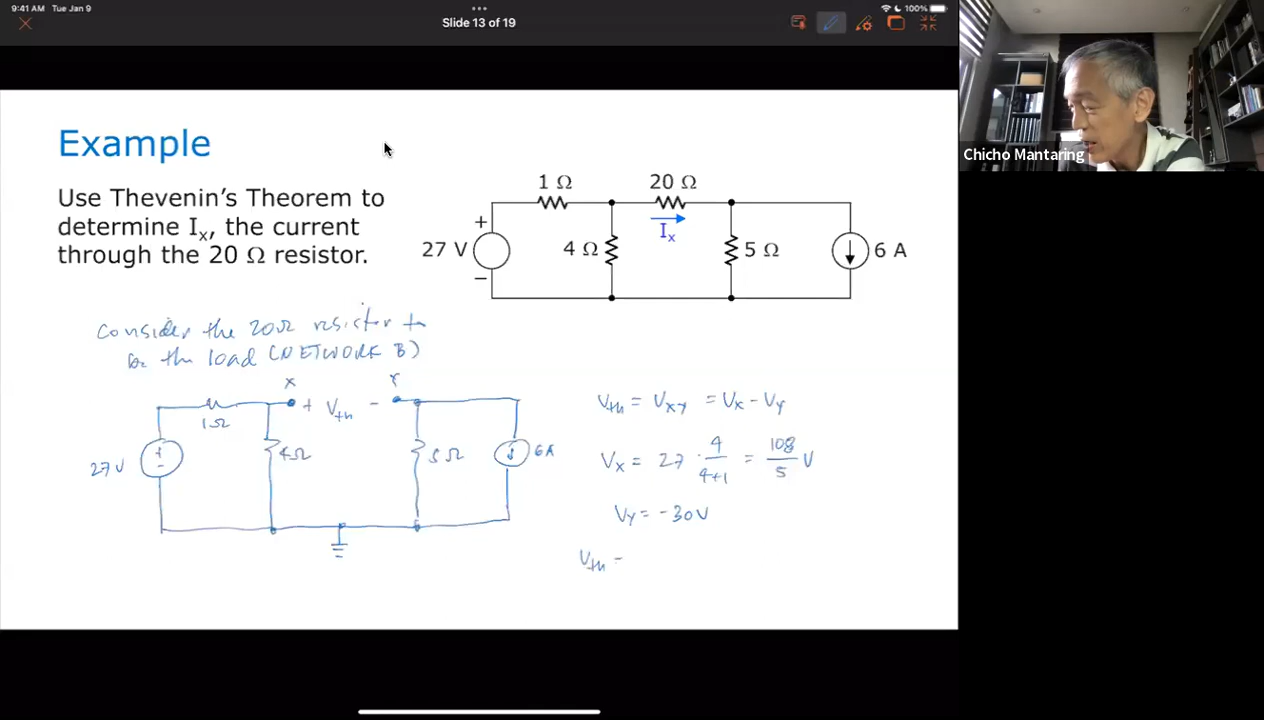 9:41 AM Tue Jan 9
100%
Slide 13 of 19
Chicho Mantaring
Example
Use Thevenin's Theorem to
determine Ix, the current
through the 20 Ω resistor.
1 Ω
20 Ω
+
27 V
4 Ω
Ix
5 Ω
6 A
−
Consider the 20Ω resistor to
be the load (NETWORK B)
X
Y
+ Vth -
1Ω
27 V
+
-
4Ω
5 Ω
6A
Vth = Vxy = Vx - Vy
Vx = 27 · 4/(4+1) = 108/5 V
Vy = -30V
Vth =